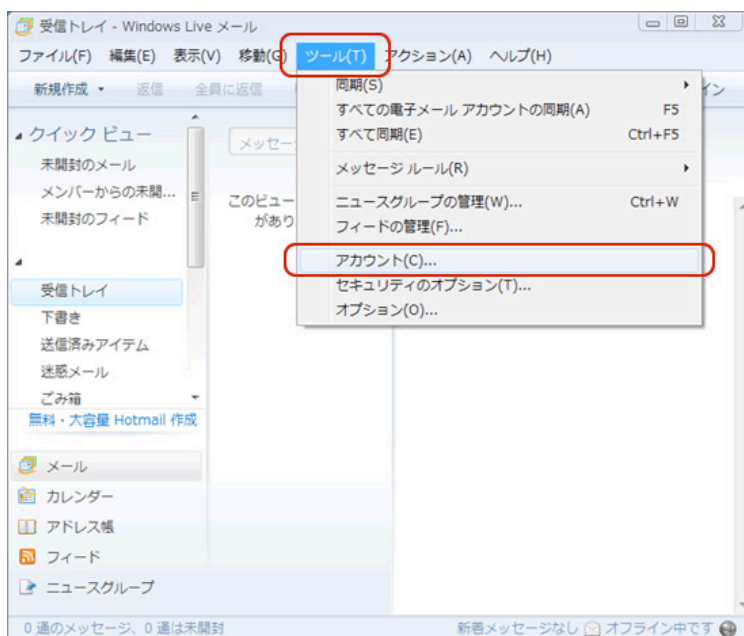 受信トレイ - Windows Live メール
ファイル(F) 編集(E) 表示(V) 移動(G) ツール(T) アクション(A) ヘルプ(H)
新規作成 返信 全員に返信
イン
同期(S)
すべての電子メール アカウントの同期(A) F5
すべて同期(E) Ctrl+F5
メッセージ ルール(R)
ニュースグループの管理(W)... Ctrl+W
フィードの管理(F)...
アカウント(C)...
セキュリティのオプション(T)...
オプション(O)...
クイック ビュー
未開封のメール
メンバーからの未開...
未開封のフィード
メッセー
このビュー
があり
受信トレイ
下書き
送信済みアイテム
迷惑メール
ごみ箱
無料・大容量 Hotmail 作成
メール
カレンダー
アドレス帳
フィード
ニュースグループ
0 通のメッセージ、0 通は未開封 新着メッセージなし オフライン中です